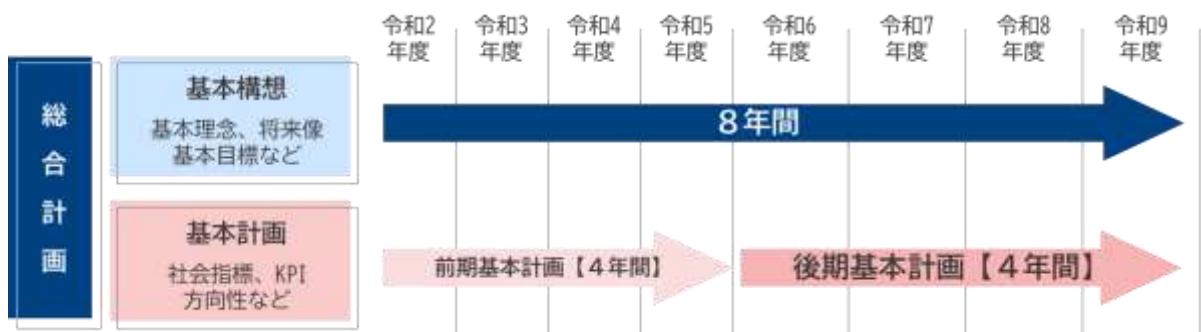 令和2
年度
令和3
年度
令和4
年度
令和5
年度
令和6
年度
令和7
年度
令和8
年度
令和9
年度
総合計画
基本構想
基本理念、将来像
基本目標など
8年間
基本計画
社会指標、KPI
方向性など
前期基本計画【4年間】
後期基本計画【4年間】